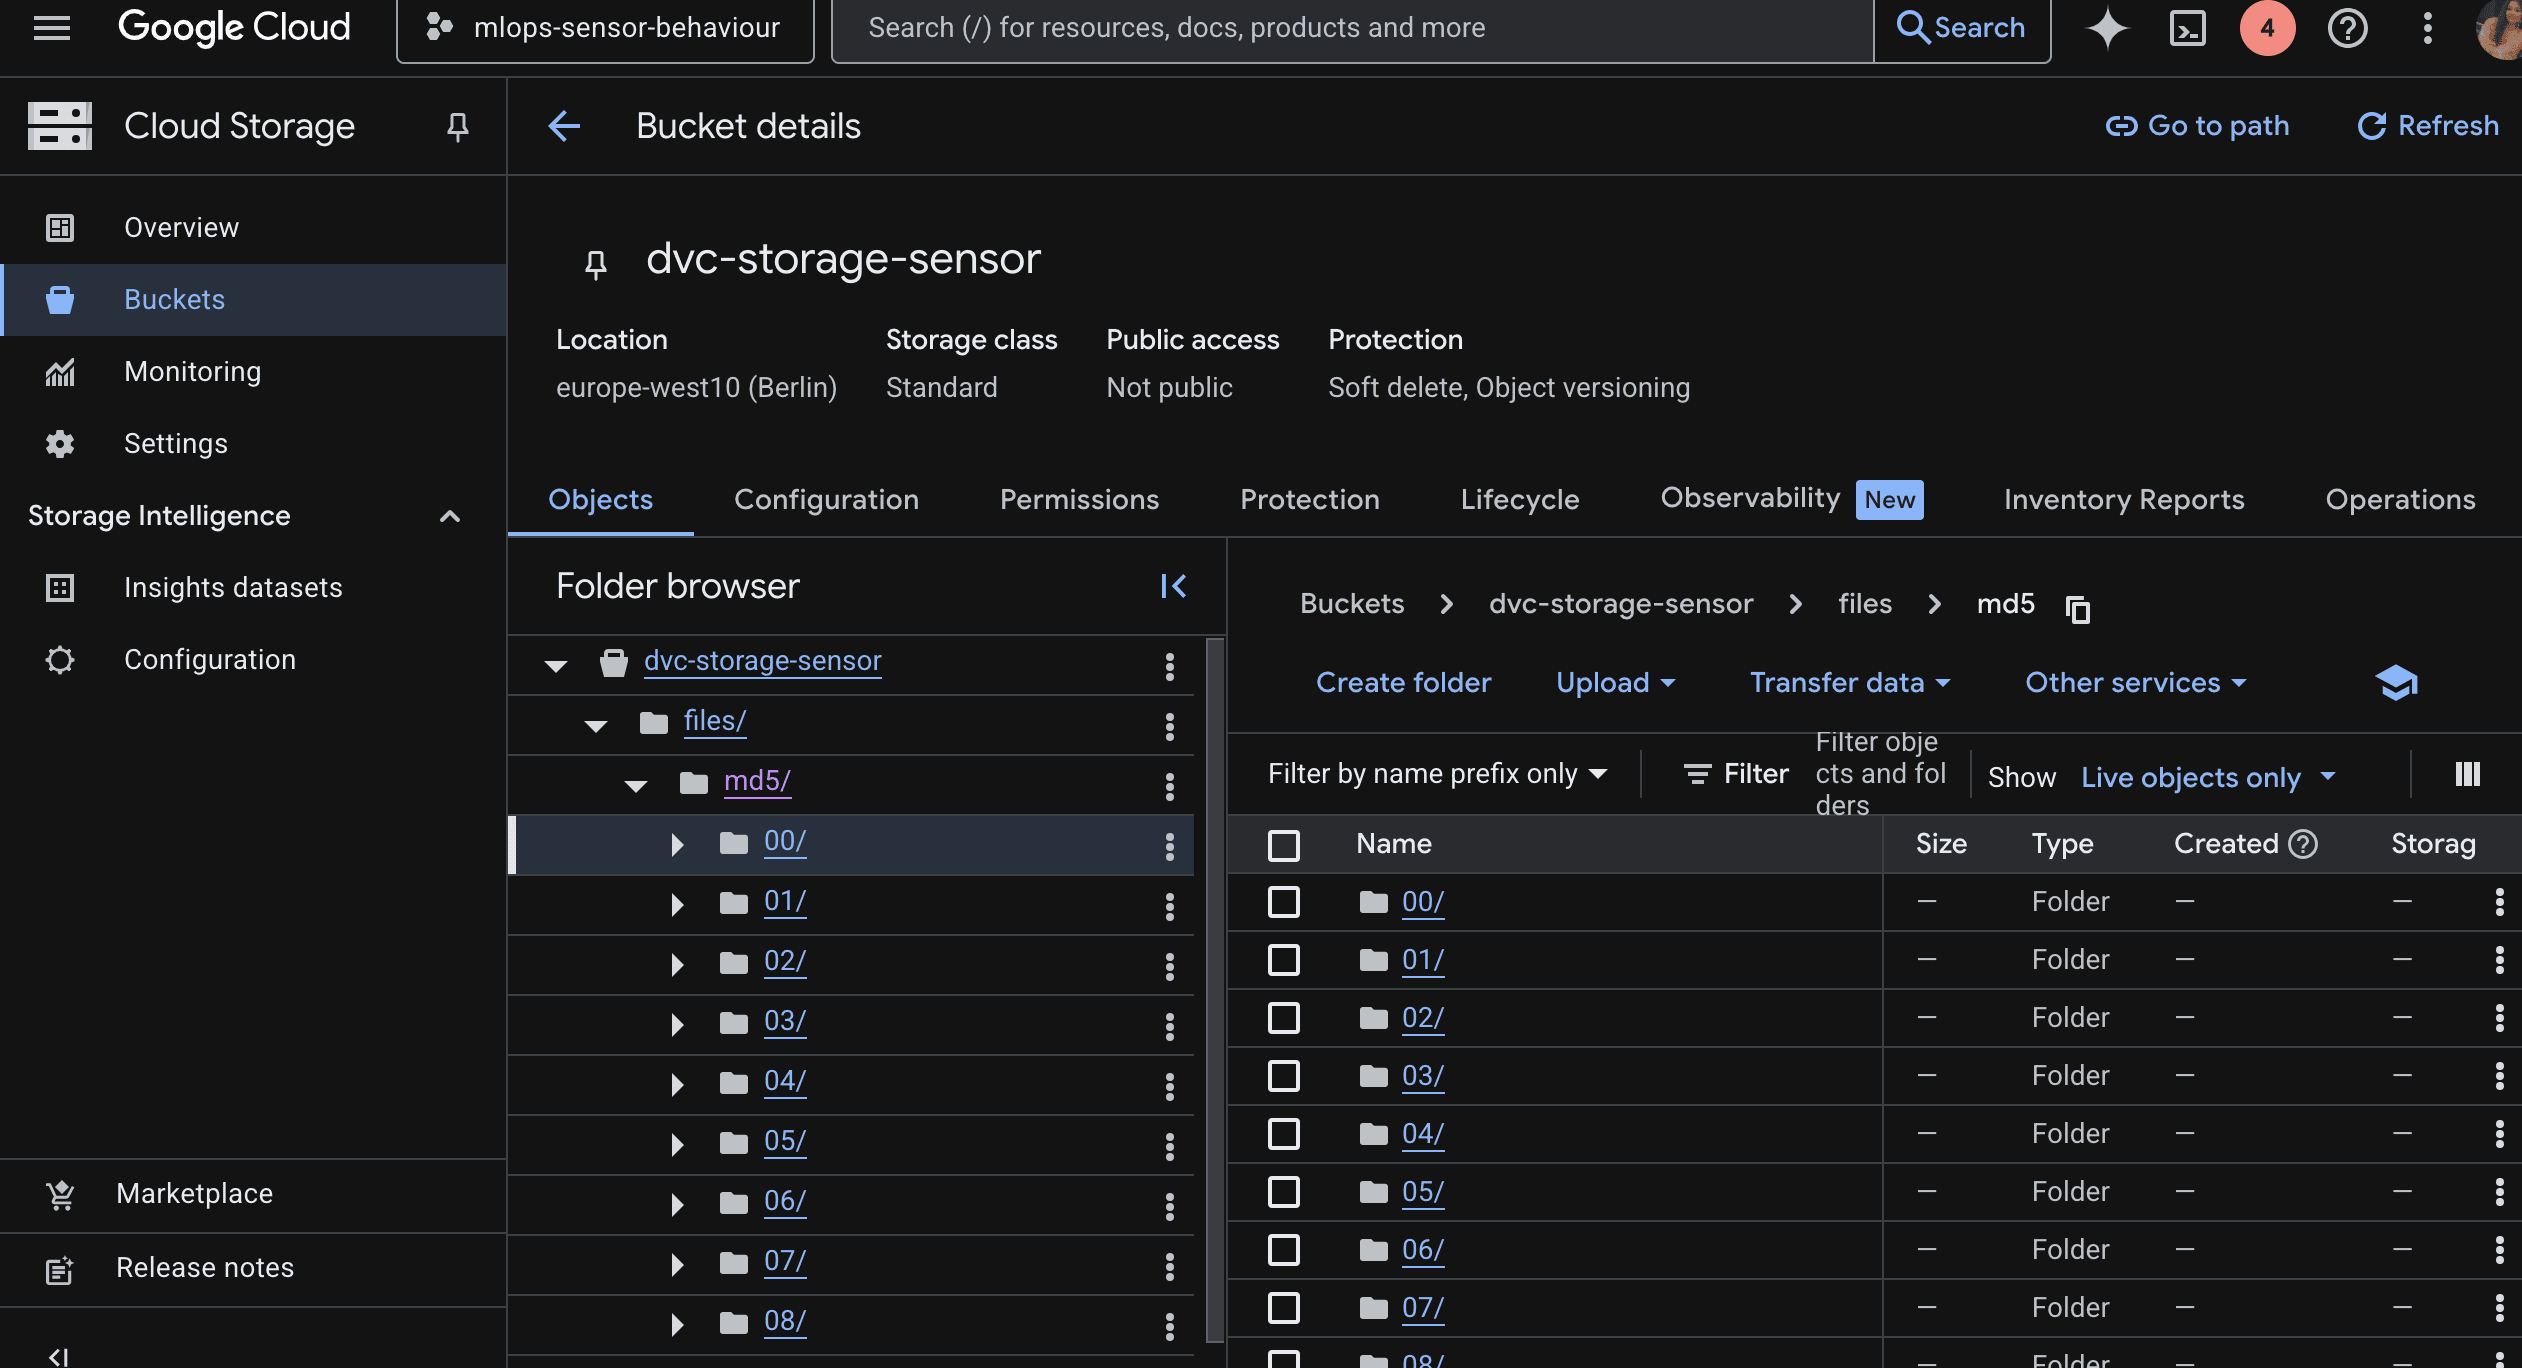 Google Cloud
mlops-sensor-behaviour
Search (/) for resources, docs, products and more
Search
4
Cloud Storage
Bucket details
Go to path
Refresh
Overview
Buckets
Monitoring
Settings
Storage Intelligence
Insights datasets
Configuration
Marketplace
Release notes
dvc-storage-sensor
Location
Storage class
Public access
Protection
europe-west10 (Berlin)
Standard
Not public
Soft delete, Object versioning
Objects
Configuration
Permissions
Protection
Lifecycle
Observability
New
Inventory Reports
Operations
Folder browser
dvc-storage-sensor
files/
md5/
00/
01/
02/
03/
04/
05/
06/
07/
08/
Buckets
dvc-storage-sensor
files
md5
Create folder
Upload
Transfer data
Other services
Filter by name prefix only
Filter
Filter obje
cts and fol
ders
Show
Live objects only
Name Size Type Created Storag
00/ – Folder – –
01/ – Folder – –
02/ – Folder – –
03/ – Folder – –
04/ – Folder – –
05/ – Folder – –
06/ – Folder – –
07/ – Folder – –
08/ Folder